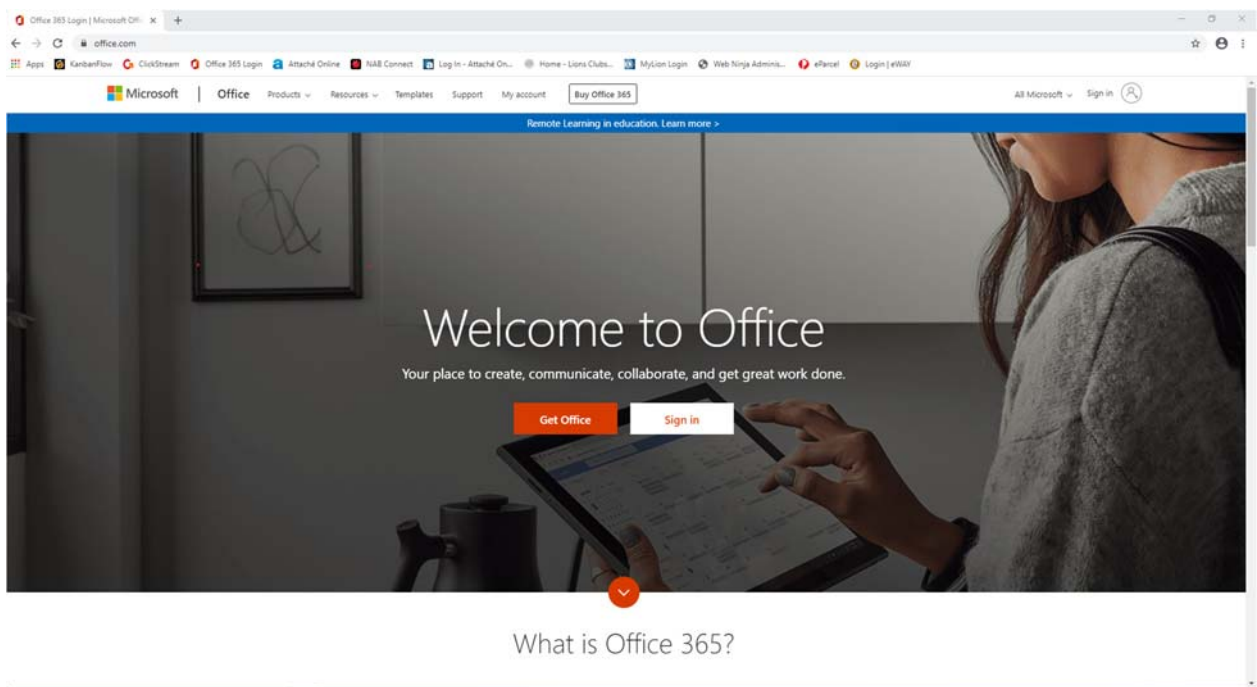 Office 365 Login | Microsoft Off
office.com
Apps KanbanFlow ClickStream Office 365 Login Attaché Online NAB Connect Log In - Attaché On... Home - Lions Clubs... MyLion Login Web Ninja Adminis... eParcel Login | eWAY
Microsoft | Office Products Resources Templates Support My account Buy Office 365 All Microsoft Sign in
Remote Learning in education. Learn more >
Welcome to Office
Your place to create, communicate, collaborate, and get great work done.
Get Office Sign in
What is Office 365?